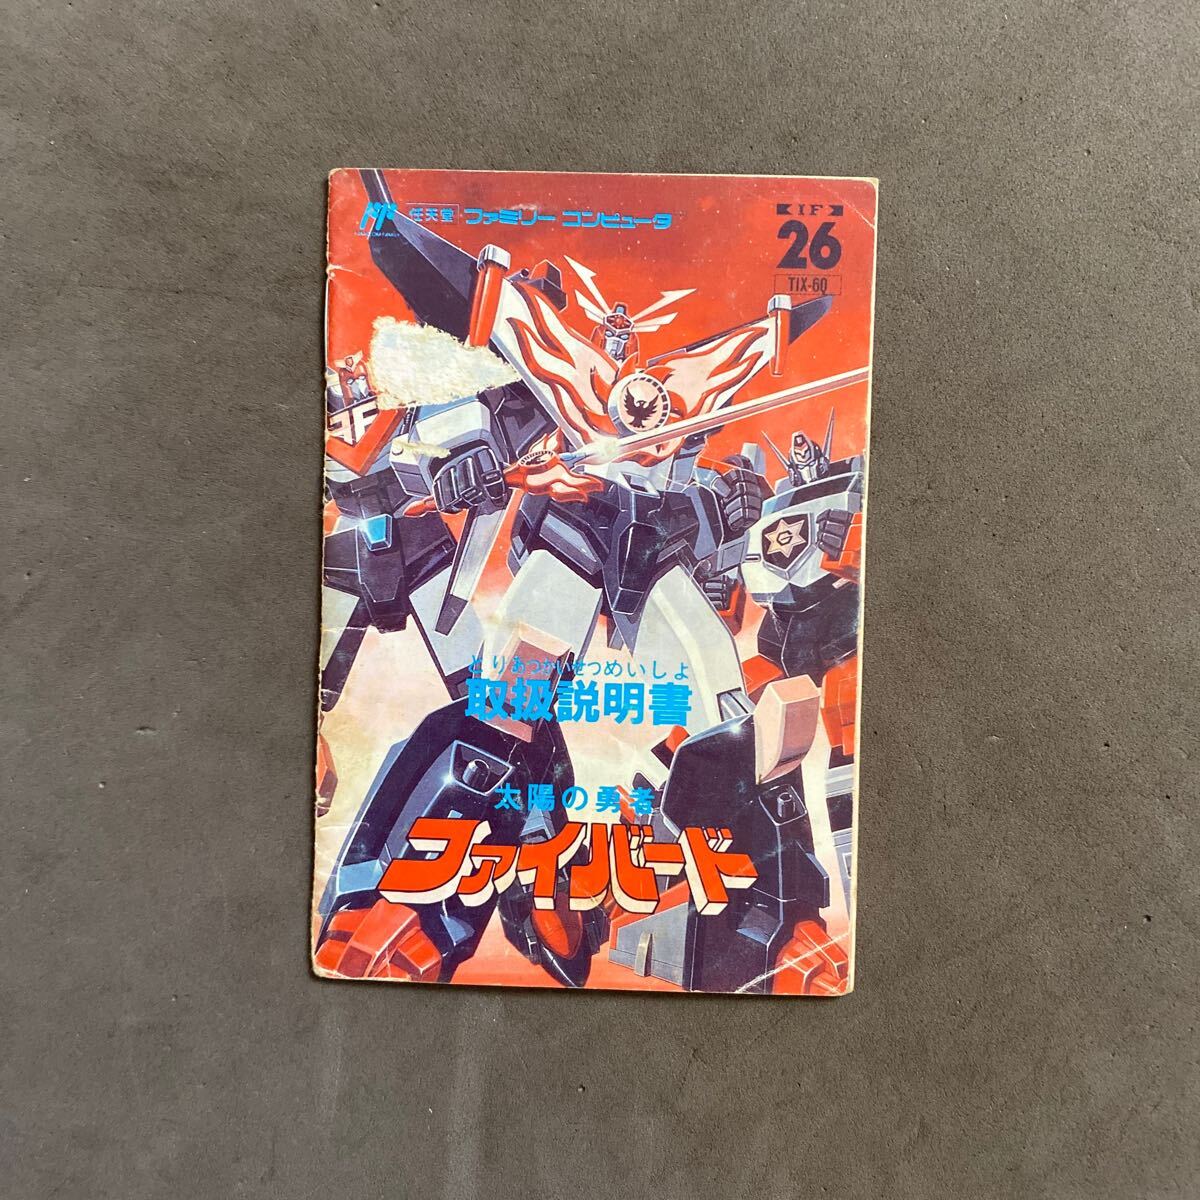 任天堂 ファミリー コンピュータ
IF
26
TIX-6Q
FF
G
とりあつかいせつめいしょ
取扱説明書
太陽の勇者
ファイバード